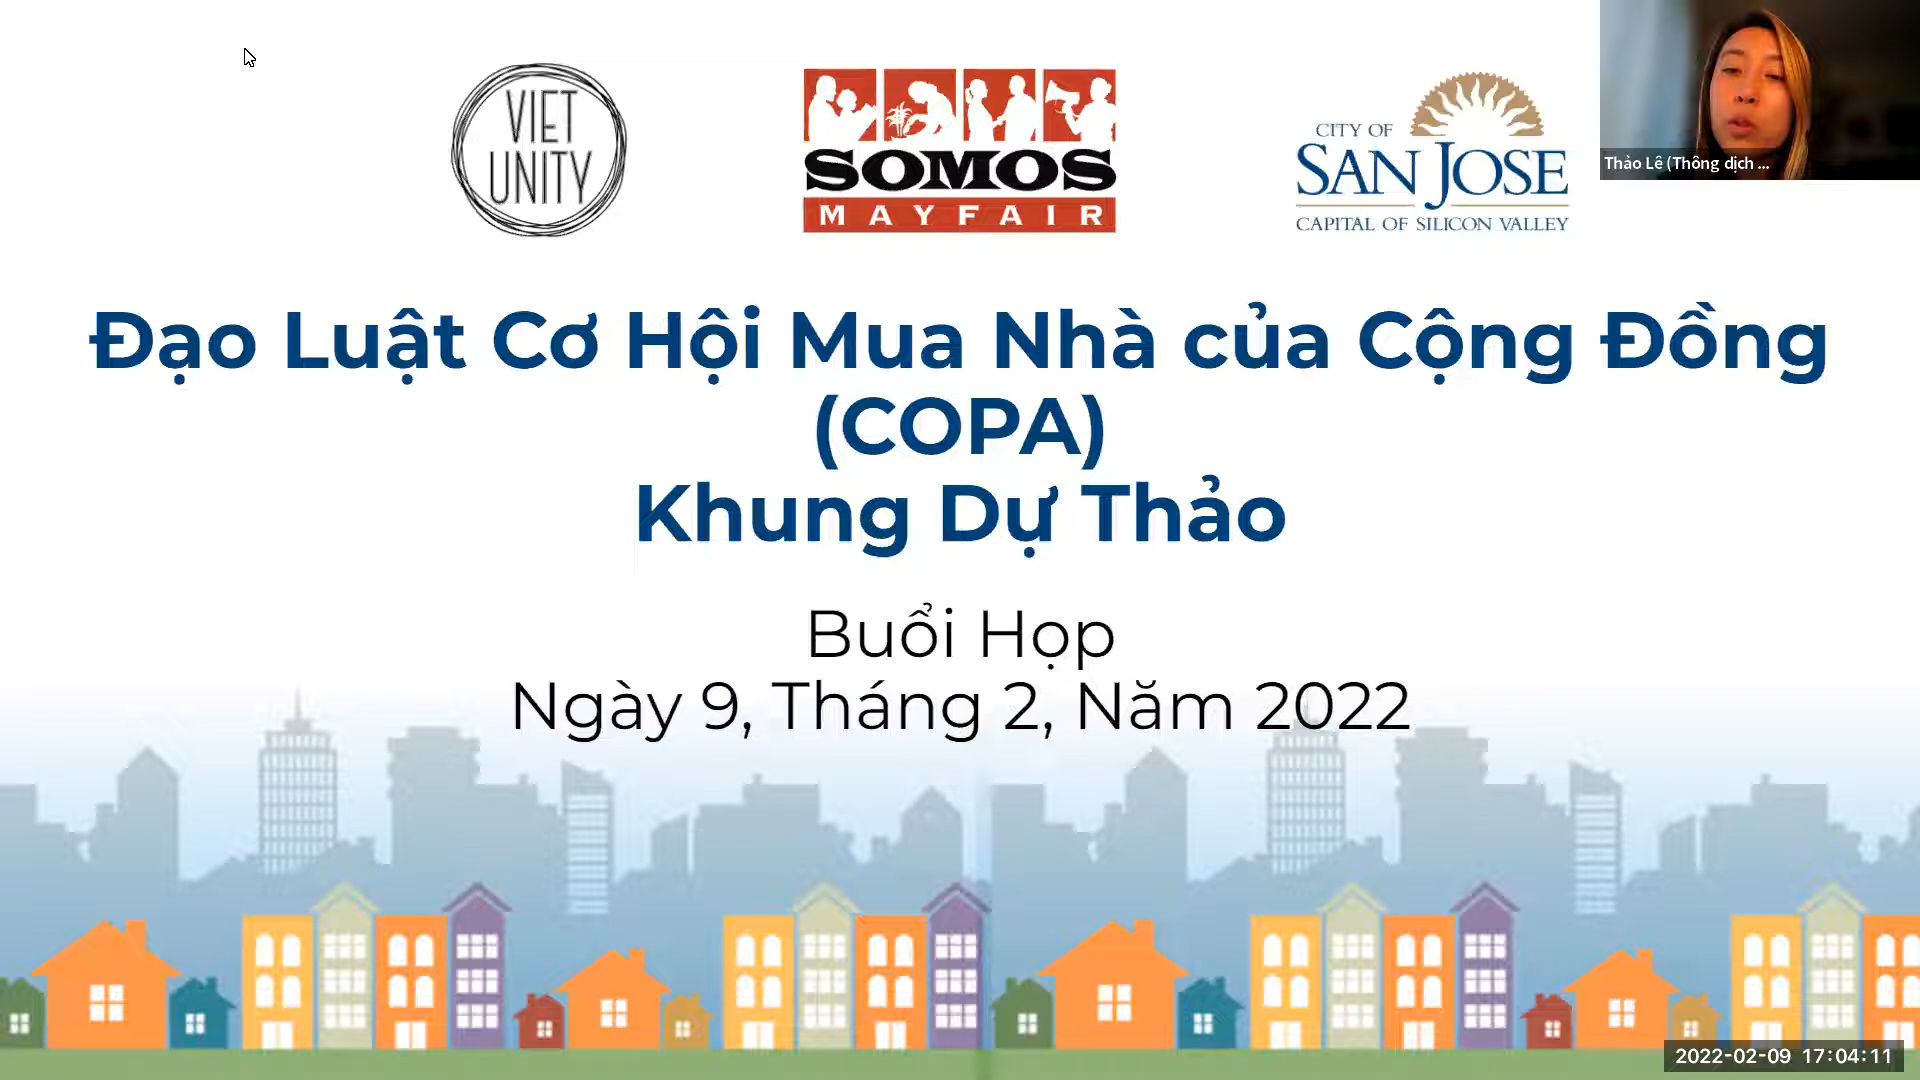 VIET
UNITY
SOMOS
MAYFAIR
CITY OF
SAN JOSE
CAPITAL OF SILICON VALLEY
Thảo Lê (Thông dịch ...
Đạo Luật Cơ Hội Mua Nhà của Cộng Đồng
(COPA)
Khung Dự Thảo
Buổi Họp
Ngày 9, Tháng 2, Năm 2022
2022-02-09 17:04:11